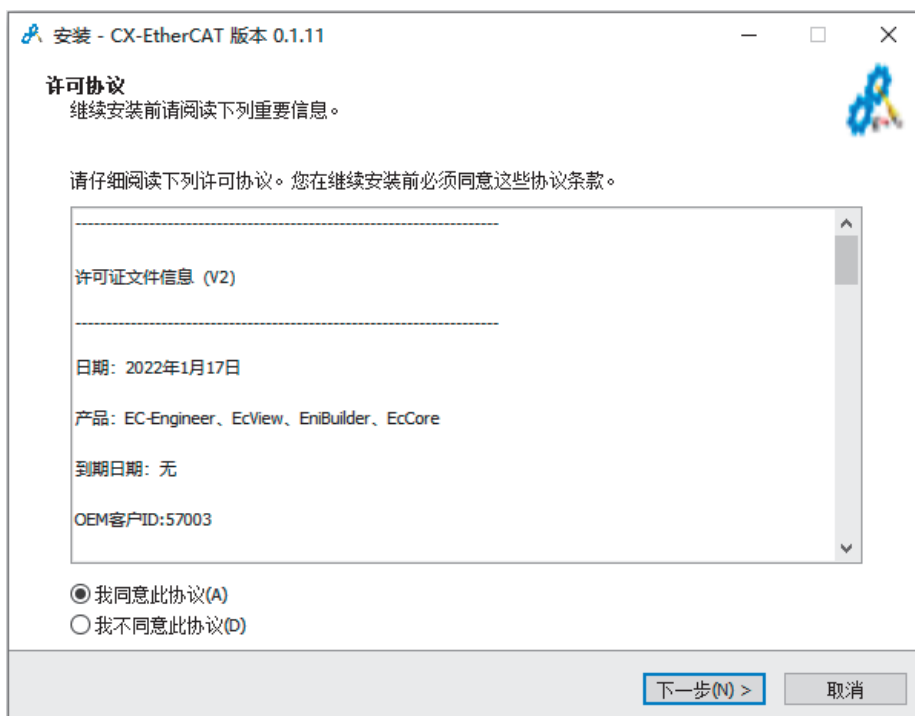 安装 - CX-EtherCAT 版本 0.1.11
许可协议
继续安装前请阅读下列重要信息。
请仔细阅读下列许可协议。您在继续安装前必须同意这些协议条款。
--------------------------------------------------------------------
许可证文件信息 (V2)
--------------------------------------------------------------------
日期：2022年1月17日
产品：EC-Engineer、EcView、EniBuilder、EcCore
到期日期：无
OEM客户ID:57003
我同意此协议(A)
我不同意此协议(D)
下一步(N) >
取消